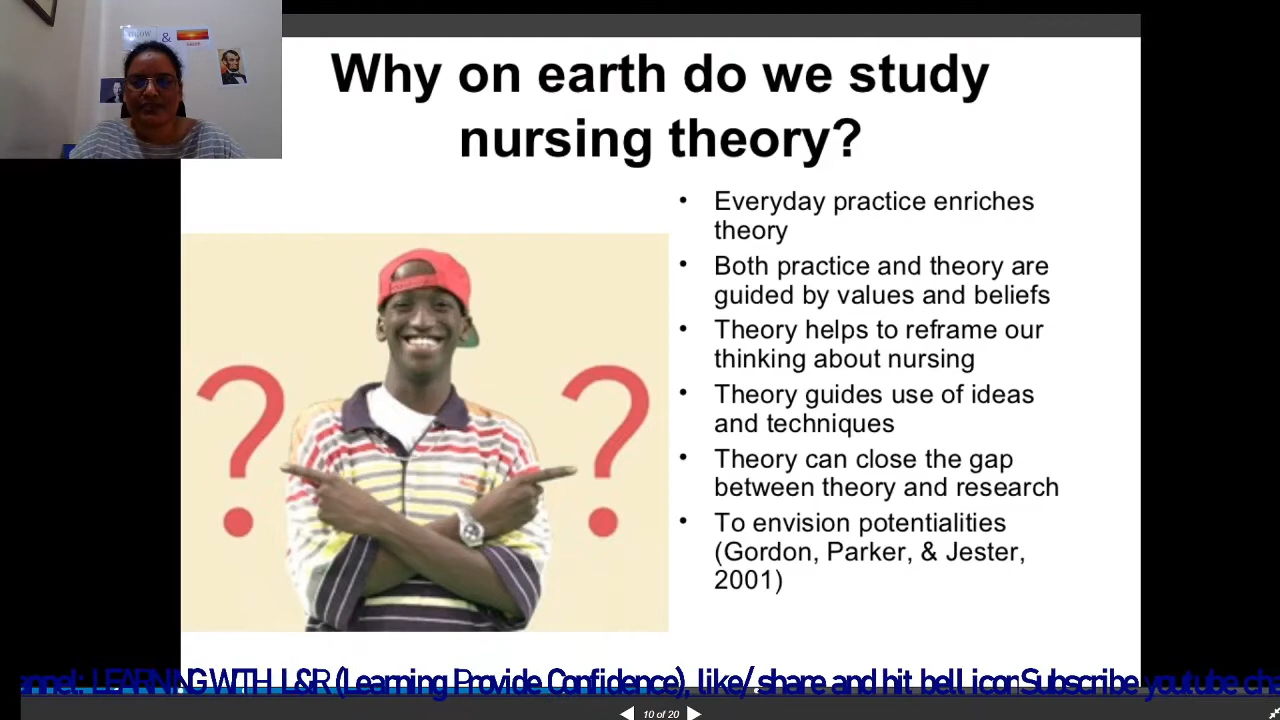 &
Why on earth do we study
nursing theory?
• Everyday practice enriches
theory
• Both practice and theory are
guided by values and beliefs
• Theory helps to reframe our
thinking about nursing
• Theory guides use of ideas
and techniques
• Theory can close the gap
between theory and research
• To envision potentialities
(Gordon, Parker, & Jester,
2001)
? ?
nnel: LEARNING WITH L&R (Learning Provide Confidence), like/ share and hit bell icon Subscribe youtube cha
10 of 20